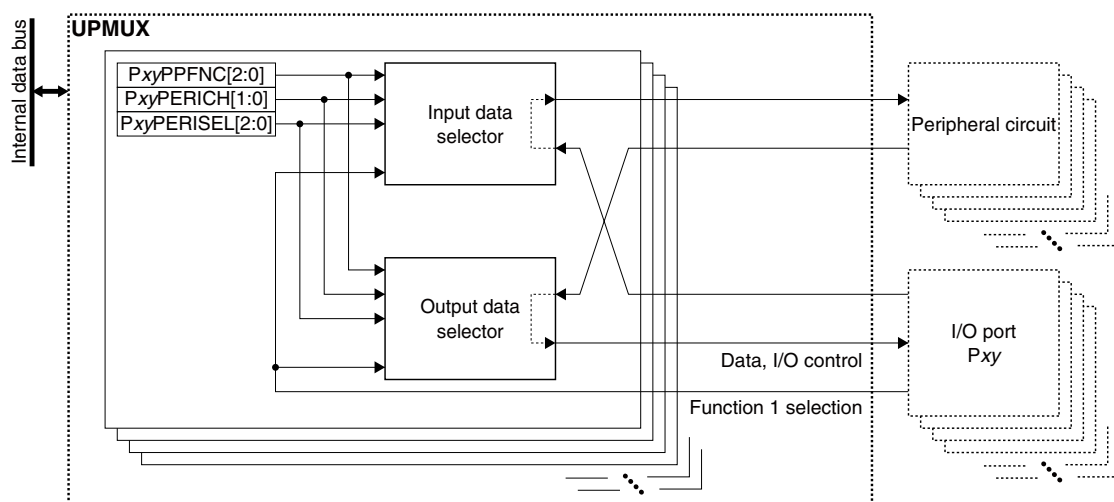 UPMUX
Internal data bus
PxyPPFNC[2:0]
PxyPERICH[1:0]
PxyPERISEL[2:0]
Input data
selector
Peripheral circuit
Output data
selector
I/O port
Pxy
Data, I/O control
Function 1 selection